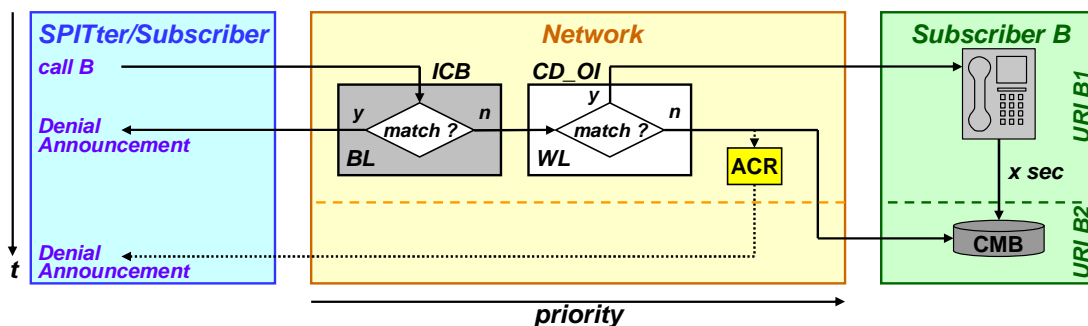 SPITter/Subscriber
Network
Subscriber B
call B
ICB
CD_OI
URI B1
y
n
y
n
match ?
match ?
Denial
Announcement
BL
WL
ACR
x sec
URI B2
CMB
Denial
Announcement
t
priority